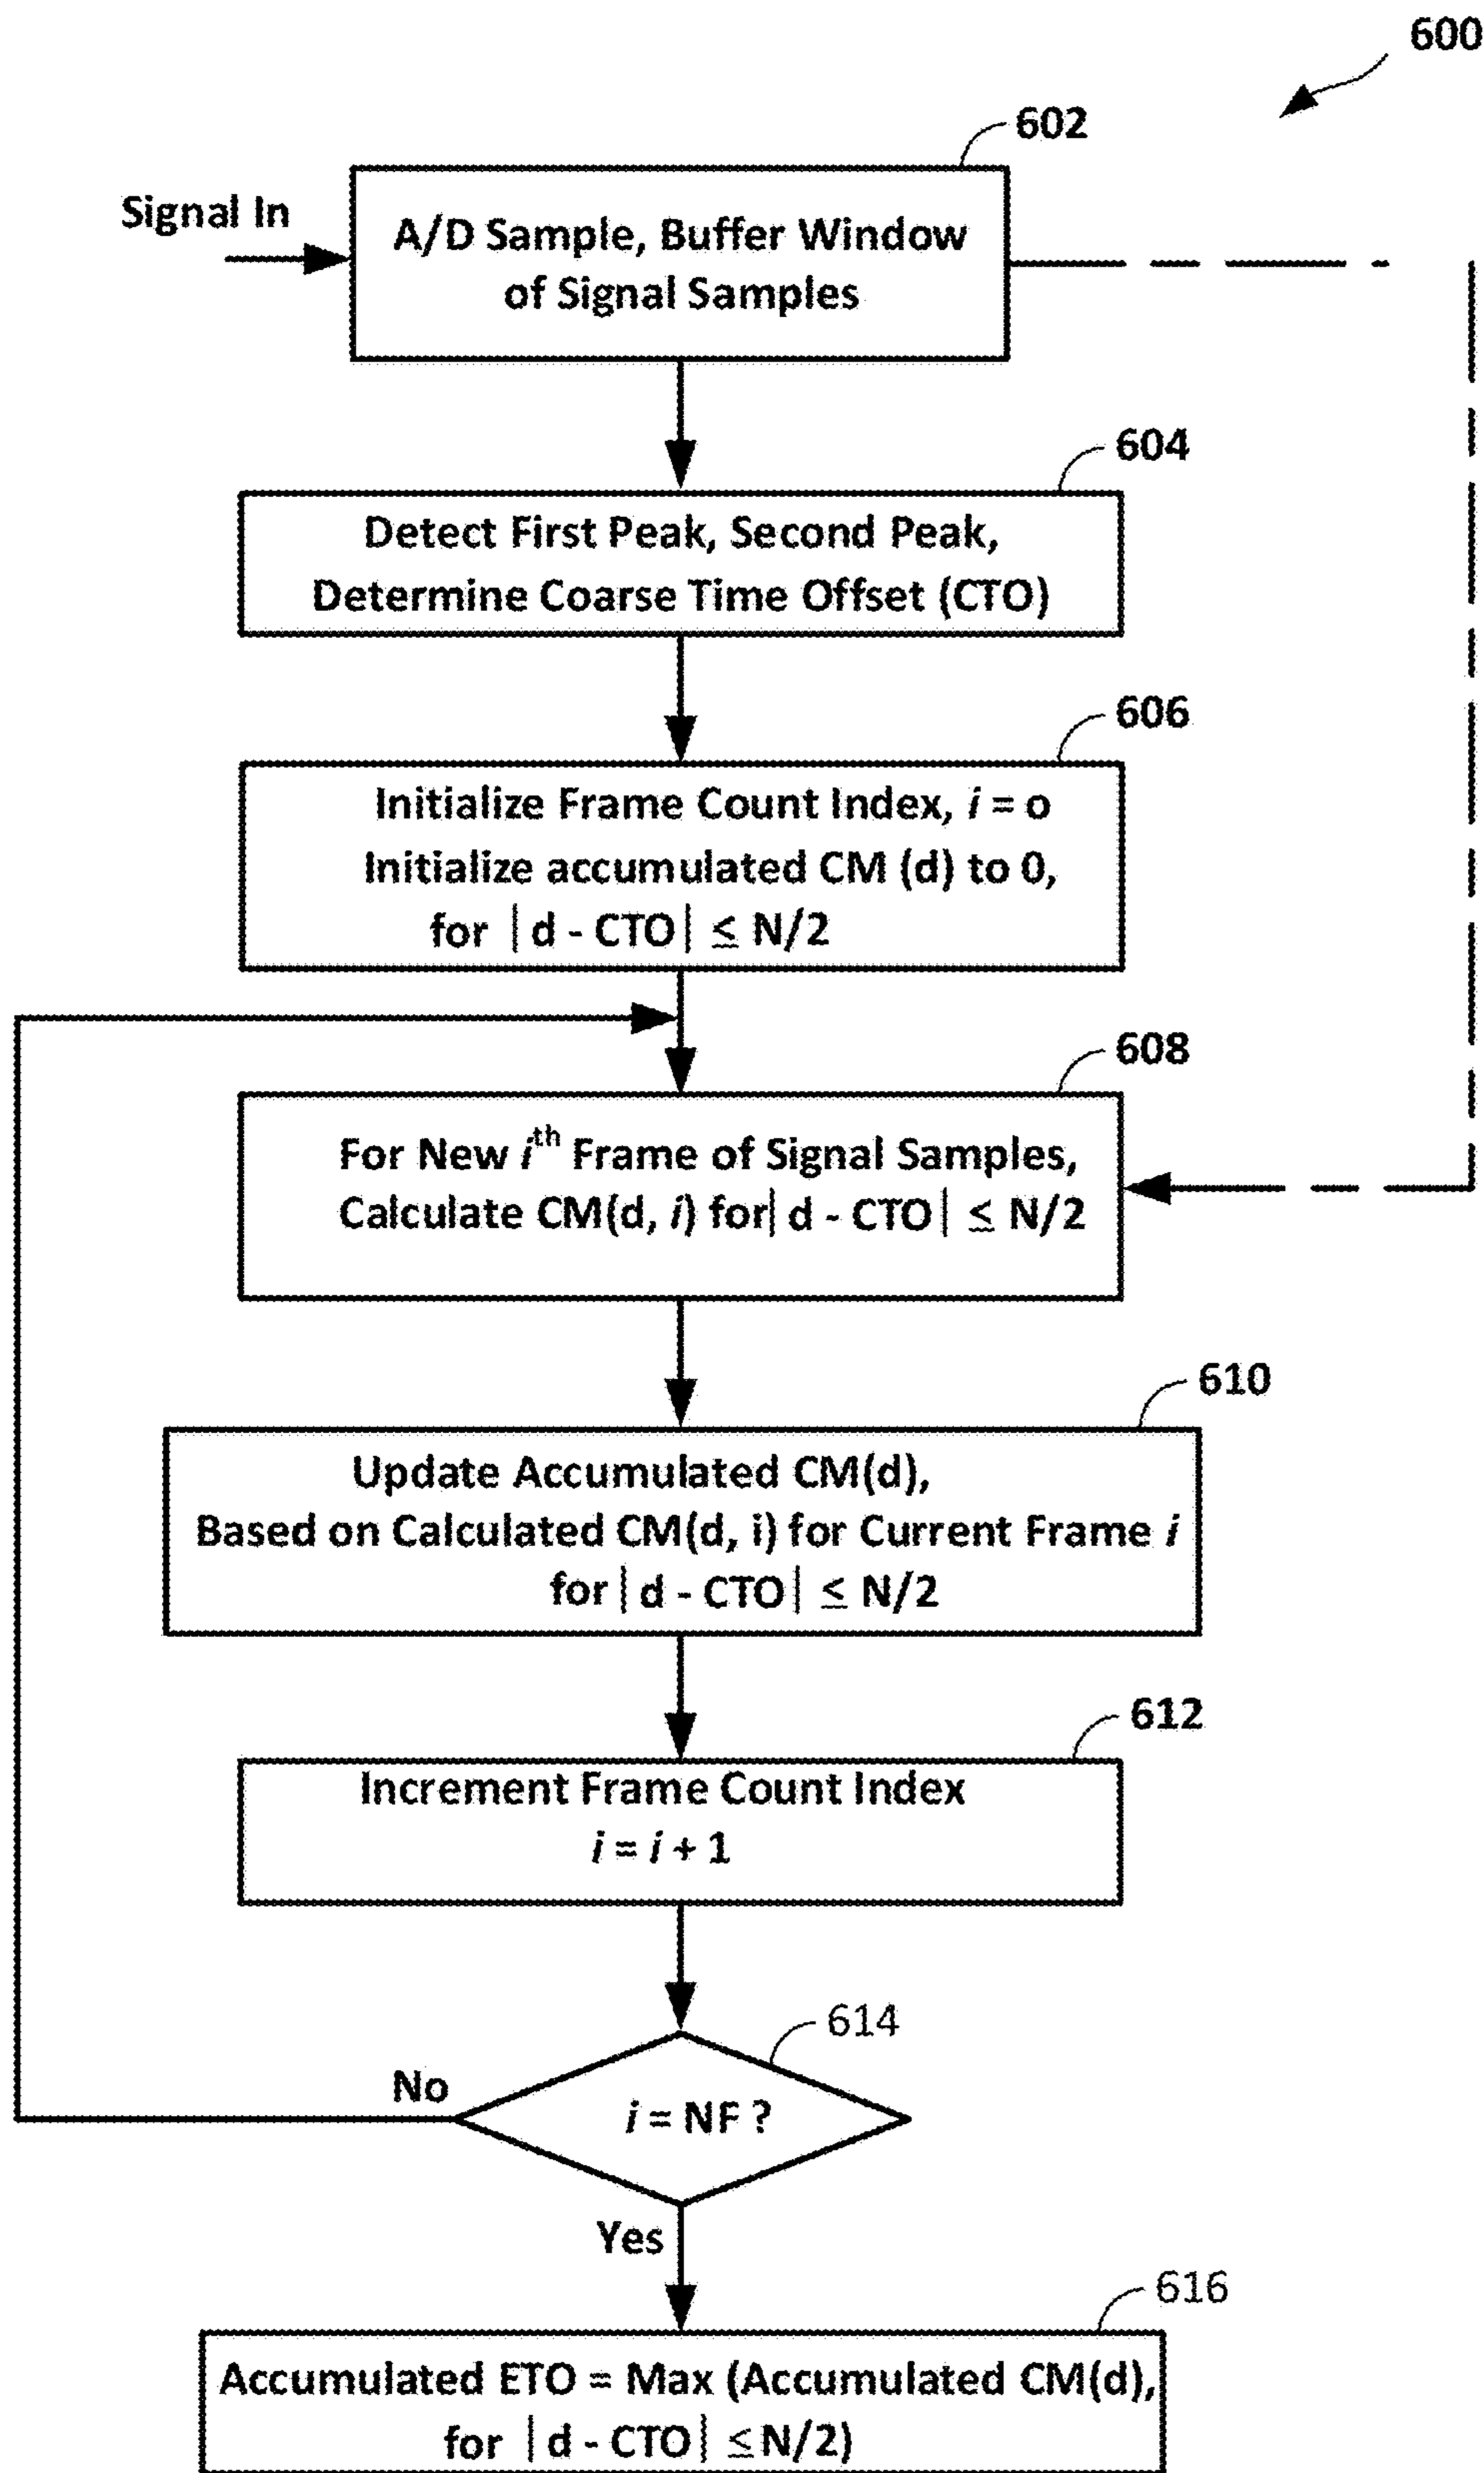 600
602
Signal In
A/D Sample, Buffer Window
of Signal Samples
604
Detect First Peak, Second Peak,
Determine Coarse Time Offset (CTO)
606
Initialize Frame Count Index, i = o
Initialize accumulated CM (d) to 0,
for |d - CTO| ≤ N/2
608
For New i^th Frame of Signal Samples,
Calculate CM(d, i) for|d - CTO| ≤ N/2
610
Update Accumulated CM(d),
Based on Calculated CM(d, i) for Current Frame i
for |d - CTO| ≤ N/2
612
Increment Frame Count Index
i = i + 1
614
No
i = NF ?
Yes
616
Accumulated ETO = Max (Accumulated CM(d),
for |d - CTO| ≤ N/2)